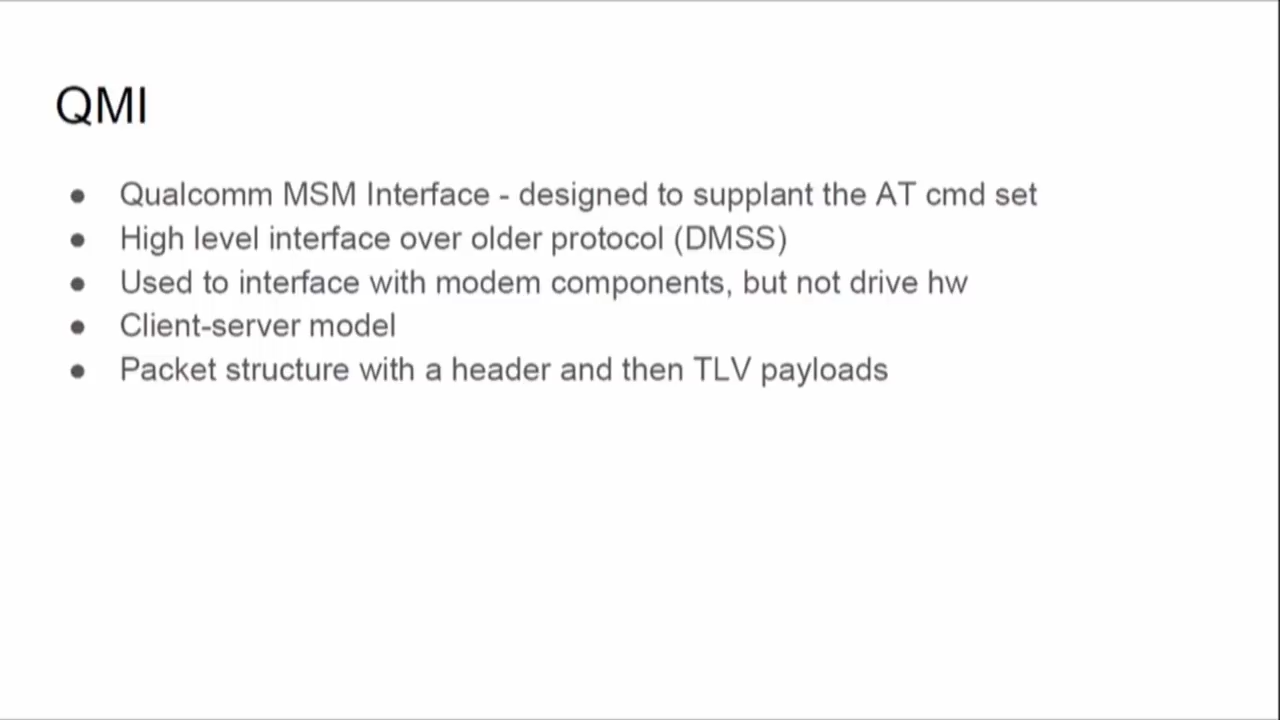 QMI
● Qualcomm MSM Interface - designed to supplant the AT cmd set
● High level interface over older protocol (DMSS)
● Used to interface with modem components, but not drive hw
● Client-server model
● Packet structure with a header and then TLV payloads